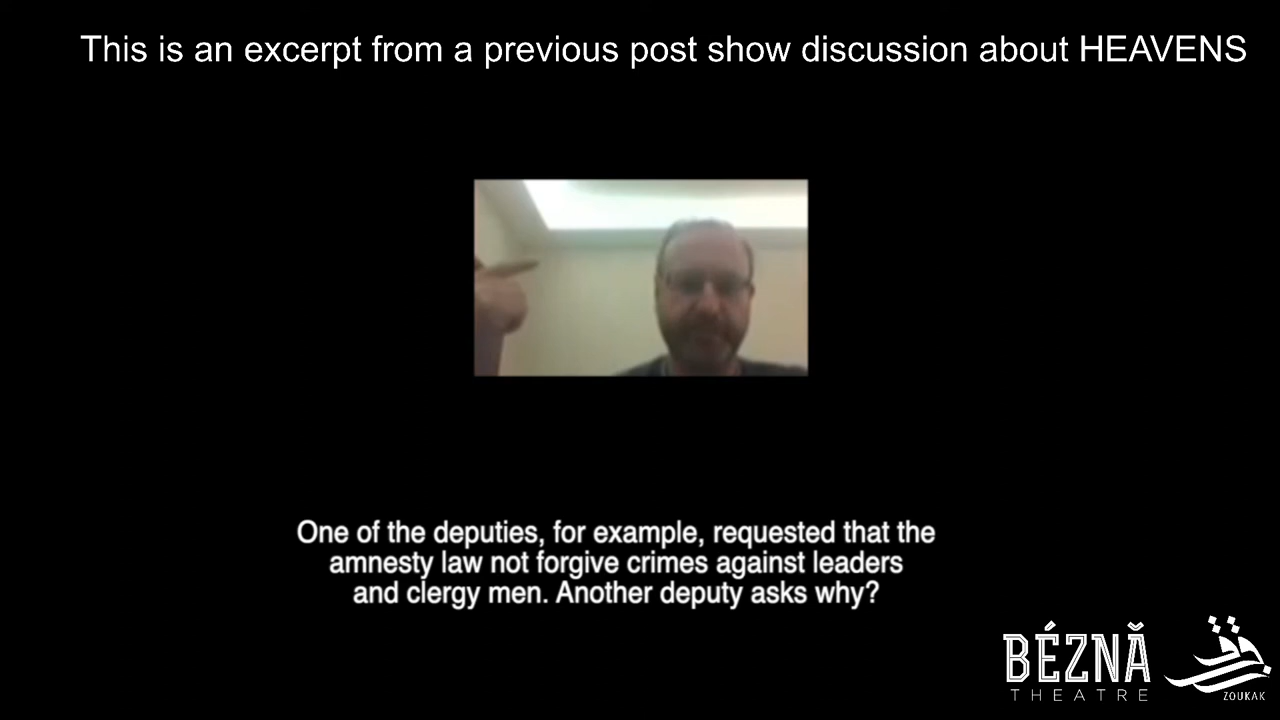 This is an excerpt from a previous post show discussion about HEAVENS
One of the deputies, for example, requested that the
amnesty law not forgive crimes against leaders
and clergy men. Another deputy asks why?
BÉZNĂ
THEATRE
ZOUKAK